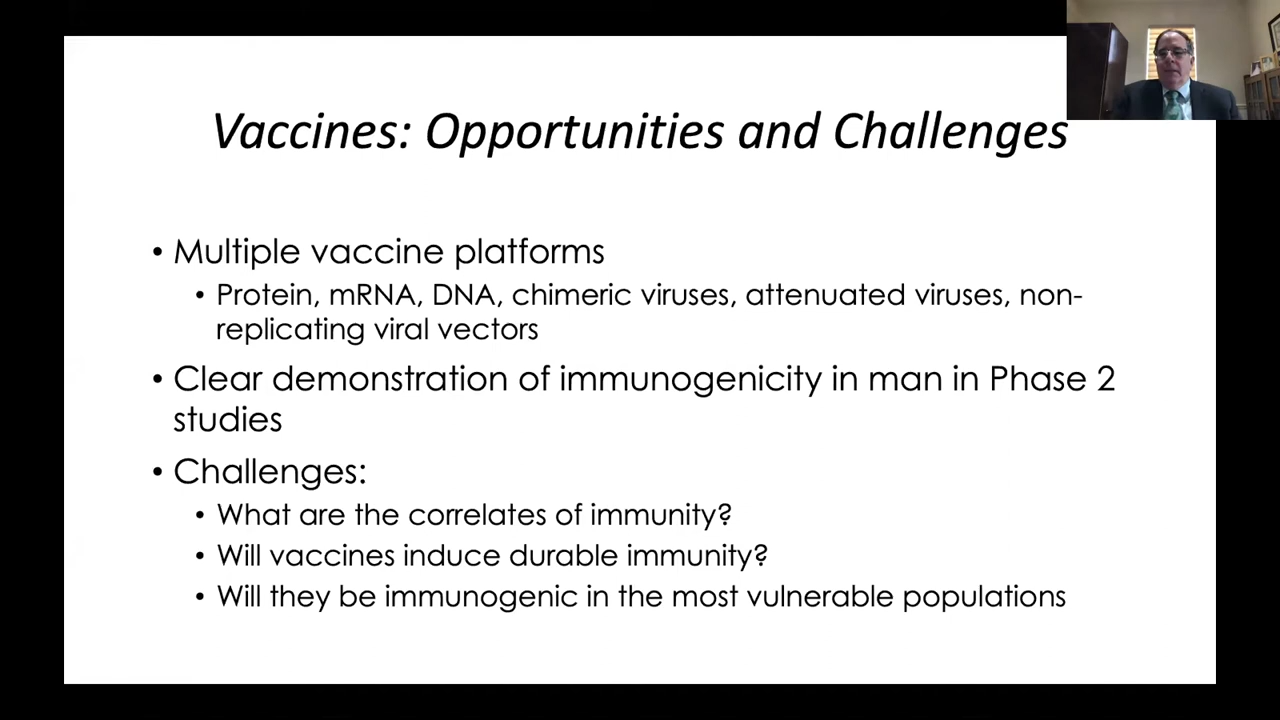 Vaccines: Opportunities and Challenges
• Multiple vaccine platforms
• Protein, mRNA, DNA, chimeric viruses, attenuated viruses, non-
replicating viral vectors
• Clear demonstration of immunogenicity in man in Phase 2
studies
• Challenges:
• What are the correlates of immunity?
• Will vaccines induce durable immunity?
• Will they be immunogenic in the most vulnerable populations